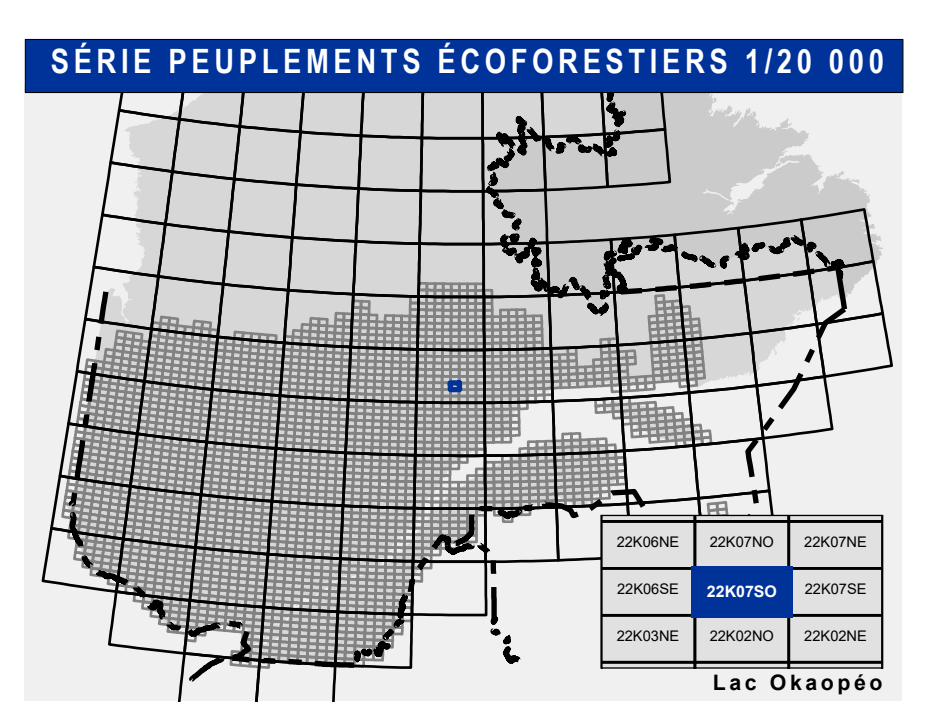 SÉRIE PEUPLEMENTS ÉCOFORESTIERS 1/20 000
22K06NE 22K07NO 22K07NE
22K06SE 22K07SO 22K07SE
22K03NE 22K02NO 22K02NE
Lac Okaopéo